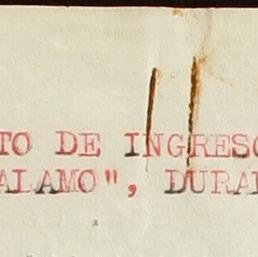 TO DE INGRESO
ALAMO", DURA